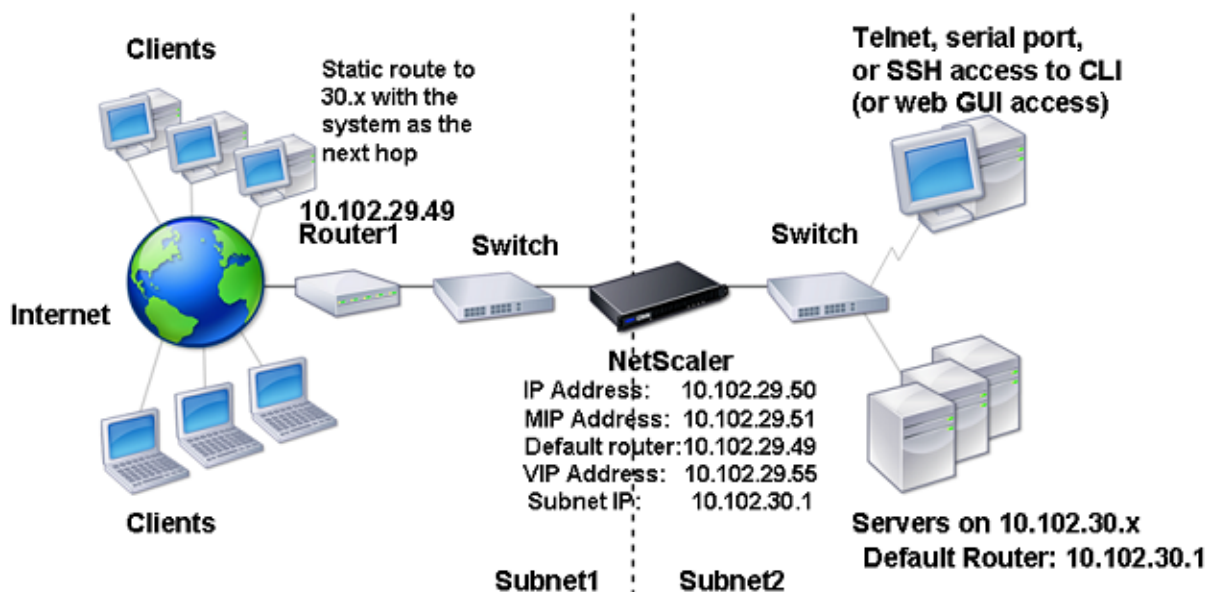 Clients
Static route to
30.x with the
system as the
next hop
10.102.29.49
Router1
Switch
Internet
Clients
NetScaler
IP Address: 10.102.29.50
MIP Address: 10.102.29.51
Default router: 10.102.29.49
VIP Address: 10.102.29.55
Subnet IP: 10.102.30.1
Subnet1
Subnet2
Telnet, serial port,
or SSH access to CLI
(or web GUI access)
Switch
Servers on 10.102.30.x
Default Router: 10.102.30.1